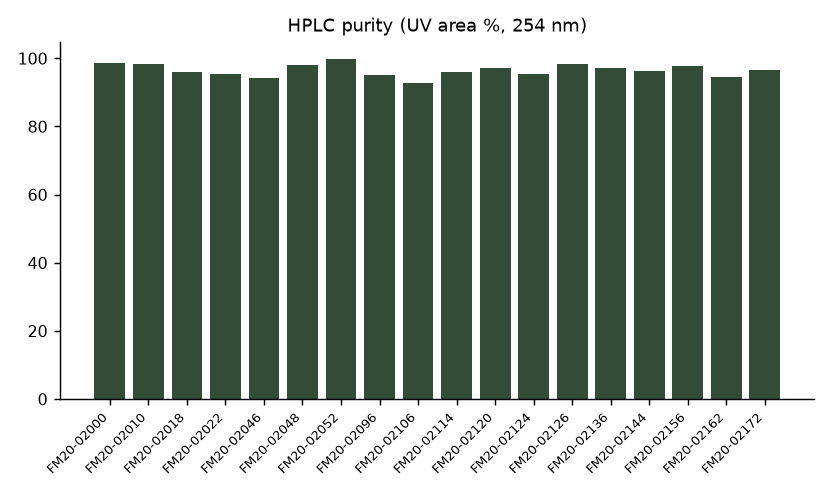 HPLC purity (UV area %, 254 nm)
100
80
60
40
20
0
FM20-02000
FM20-02010
FM20-02018
FM20-02022
FM20-02046
FM20-02048
FM20-02052
FM20-02096
FM20-02106
FM20-02114
FM20-02120
FM20-02124
FM20-02126
FM20-02136
FM20-02144
FM20-02156
FM20-02162
FM20-02172